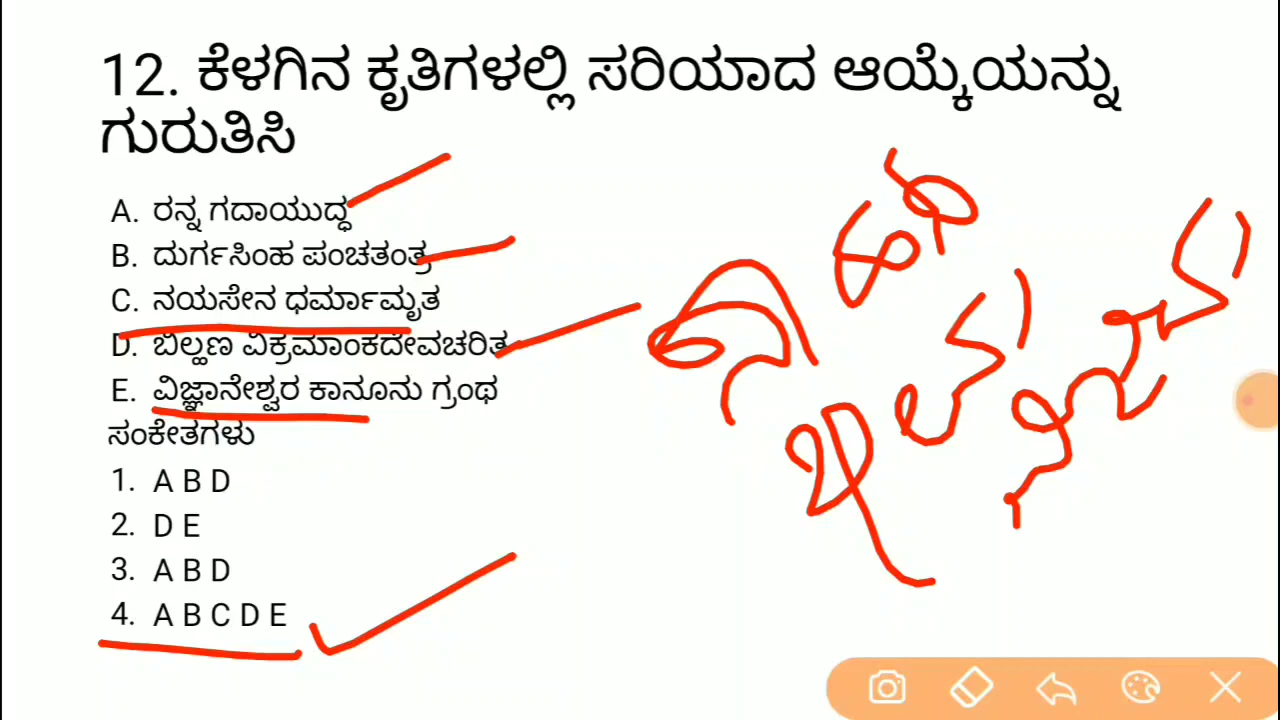 12. ಕೆಳಗಿನ ಕೃತಿಗಳಲ್ಲಿ ಸರಿಯಾದ ಆಯ್ಕೆಯನ್ನು
ಗುರುತಿಸಿ
A. ರನ್ನ ಗದಾಯುದ್ಧ
B. ದುರ್ಗಸಿಂಹ ಪಂಚತಂತ್ರ
C. ನಯಸೇನ ಧರ್ಮಾಮೃತ
D. ಬಿಲ್ಹಣ ವಿಕ್ರಮಾಂಕದೇವಚರಿತ
E. ವಿಜ್ಞಾನೇಶ್ವರ ಕಾನೂನು ಗ್ರಂಥ
ಸಂಕೇತಗಳು
1. A B D
2. D E
3. A B D
4. A B C D E